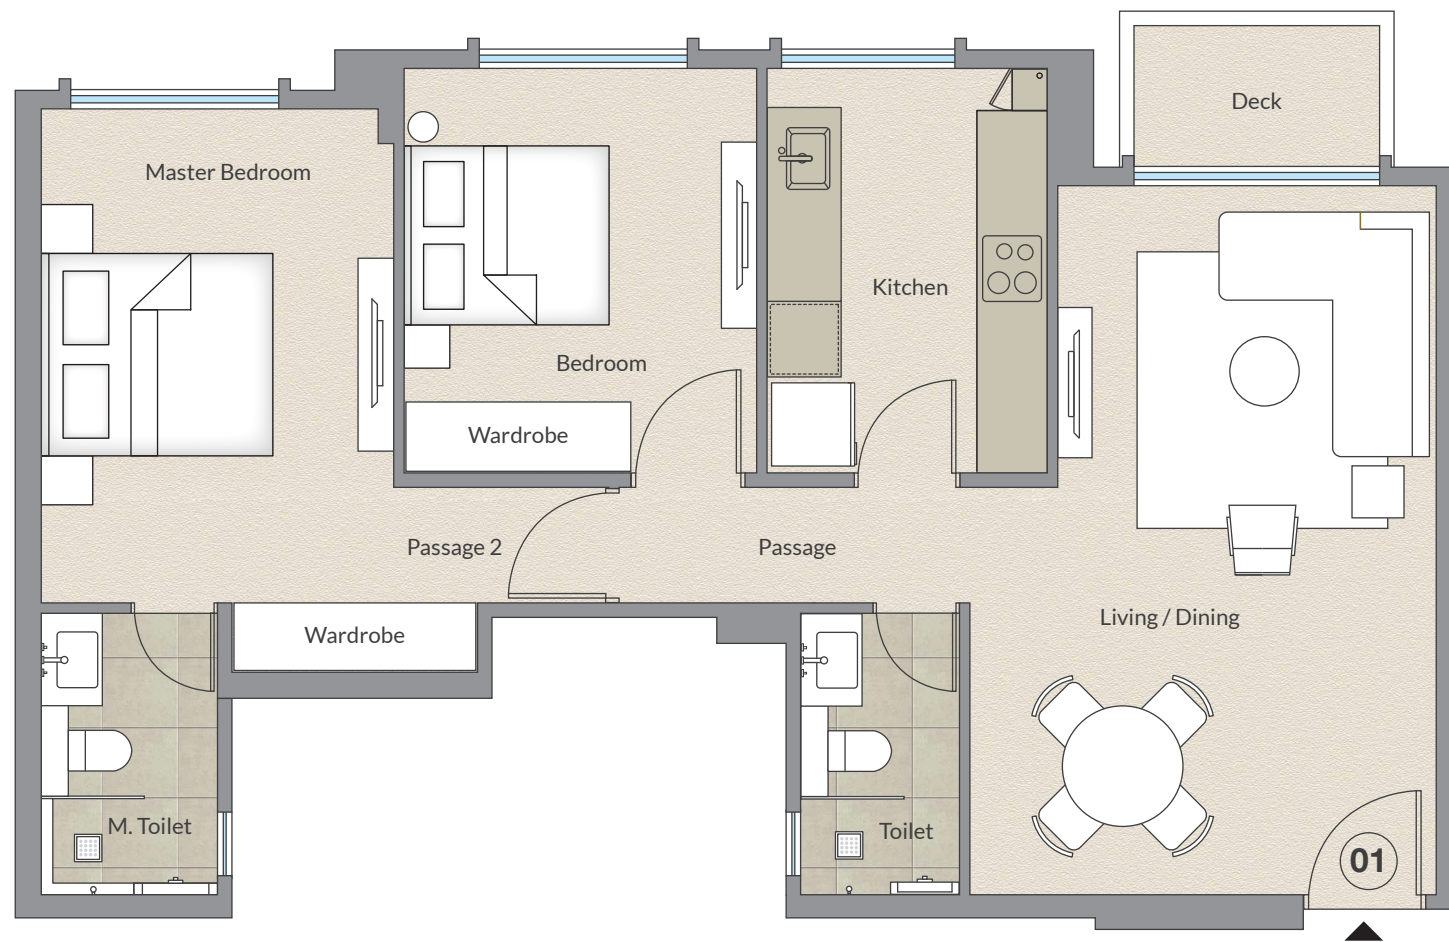 Deck
Master Bedroom
Kitchen
Bedroom
Wardrobe
Passage 2
Passage
Living / Dining
Wardrobe
M. Toilet
Toilet
01